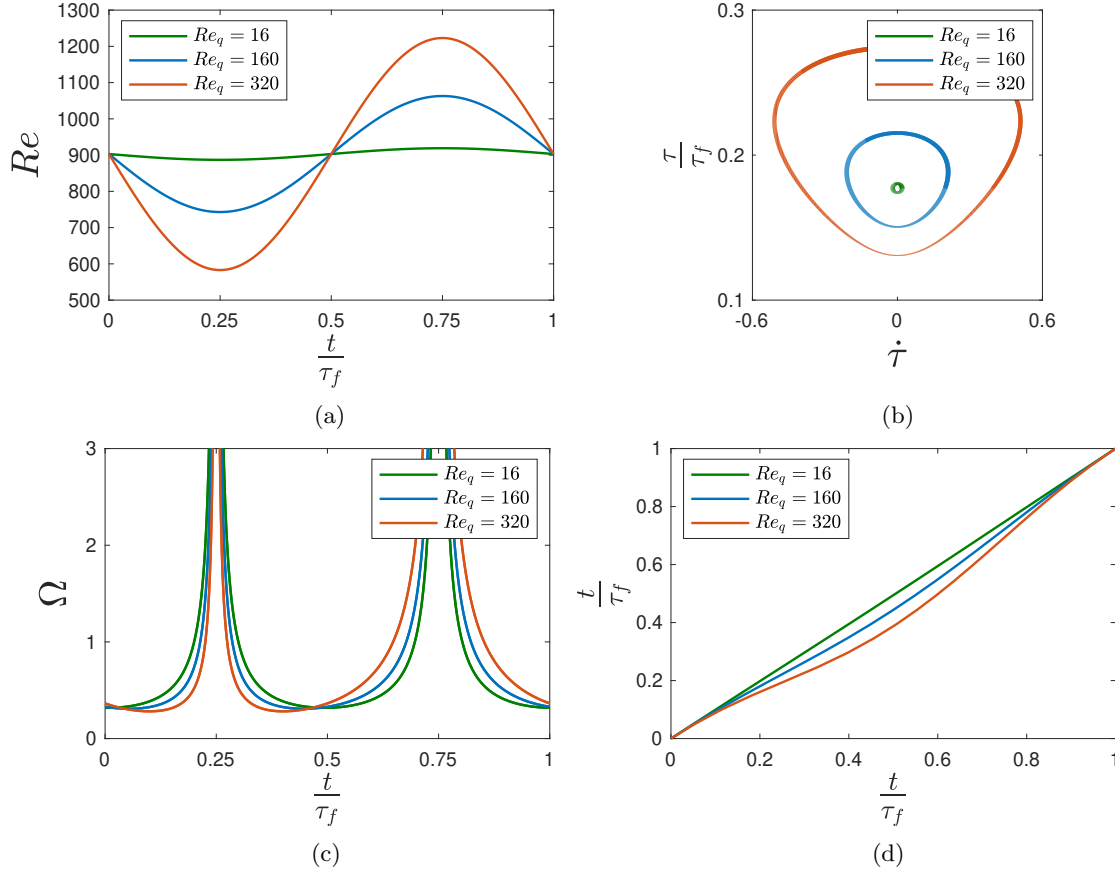 1300
1200
1100
1000
900
800
700
600
500
Re
Re_q = 16
Re_q = 160
Re_q = 320
0
0.25
0.5
0.75
1
t/τ_f
(a)
0.3
0.2
0.1
τ/τ_f
Re_q = 16
Re_q = 160
Re_q = 320
-0.6
0
0.6
τ̇
(b)
3
2
1
0
Ω
Re_q = 16
Re_q = 160
Re_q = 320
0
0.25
0.5
0.75
1
t/τ_f
(c)
1
0.8
0.6
0.4
0.2
0
t/τ_f
Re_q = 16
Re_q = 160
Re_q = 320
0
0.2
0.4
0.6
0.8
1
t/τ_f
(d)